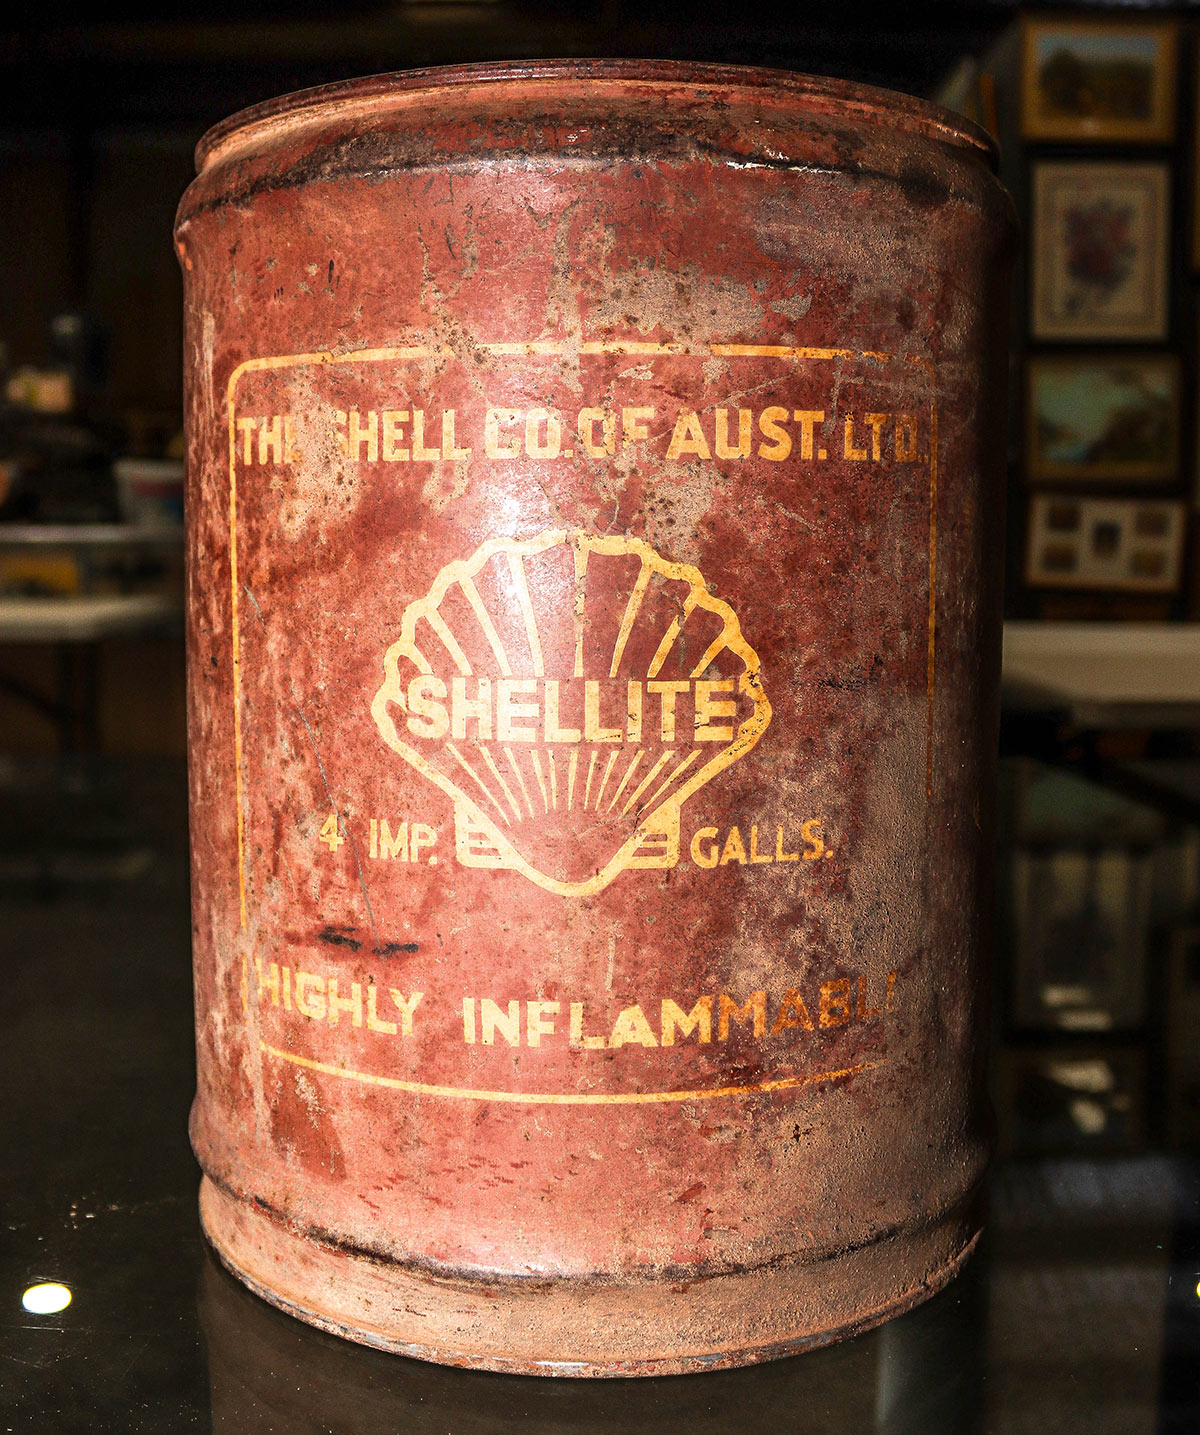 THE SHELL CO. OF AUST. LTD.
SHELLITE
4 IMP. GALLS.
HIGHLY INFLAMMABLE